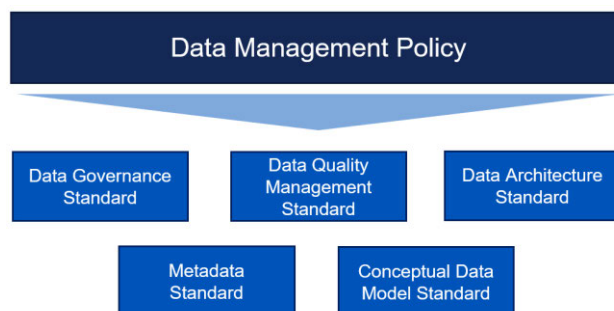 Data Management Policy
Data Governance
Standard
Data Quality
Management
Standard
Data Architecture
Standard
Metadata
Standard
Conceptual Data
Model Standard